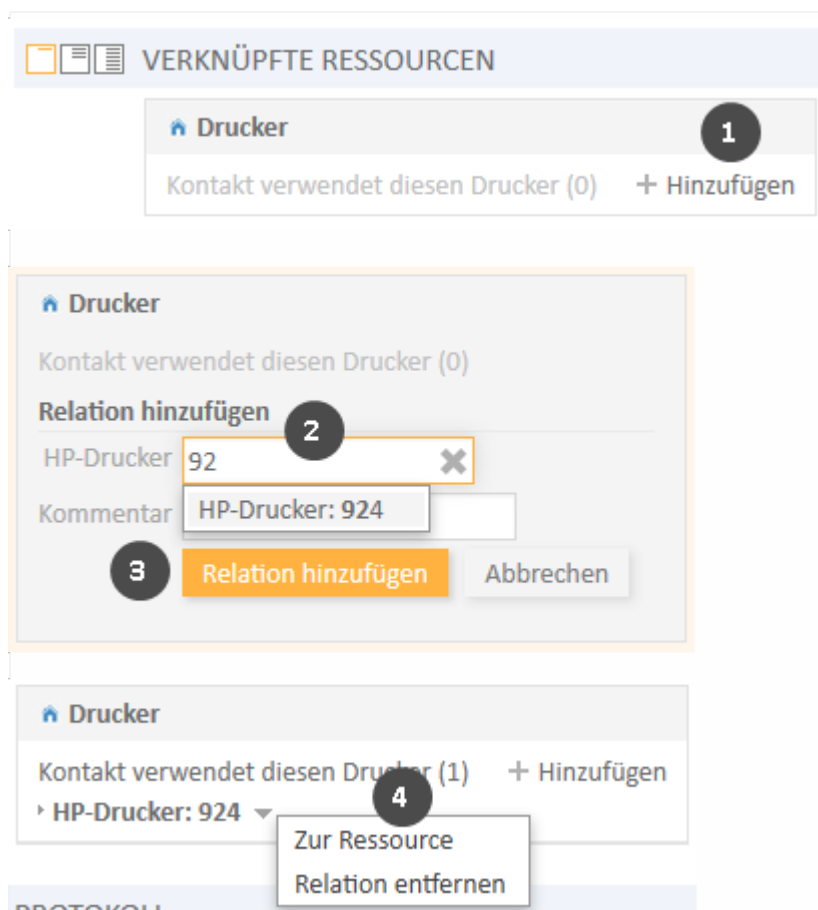 VERKNÜPFTE RESSOURCEN
Drucker
1
Kontakt verwendet diesen Drucker (0) + Hinzufügen
Drucker
Kontakt verwendet diesen Drucker (0)
Relation hinzufügen
2
HP-Drucker 92
HP-Drucker: 924
Kommentar
3 Relation hinzufügen Abbrechen
Drucker
Kontakt verwendet diesen Drucker (1) + Hinzufügen
4
HP-Drucker: 924
Zur Ressource
Relation entfernen
PROTOKOLL